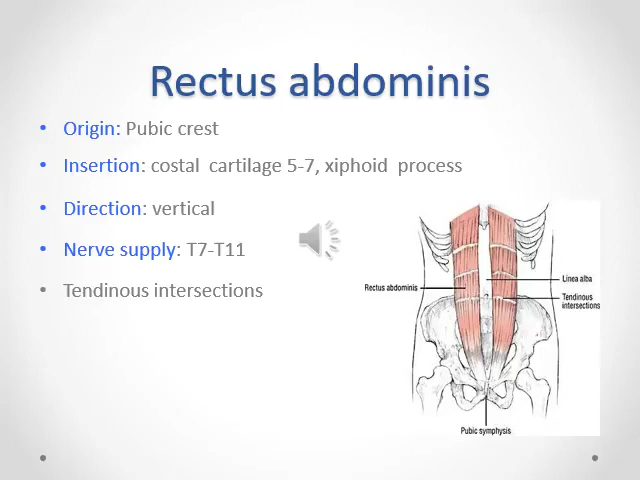 Rectus abdominis
• Origin: Pubic crest
• Insertion: costal cartilage 5-7, xiphoid process
• Direction: vertical
• Nerve supply: T7-T11
• Tendinous intersections
Rectus abdominis
Linea alba
Tendinous
intersections
Pubic symphysis